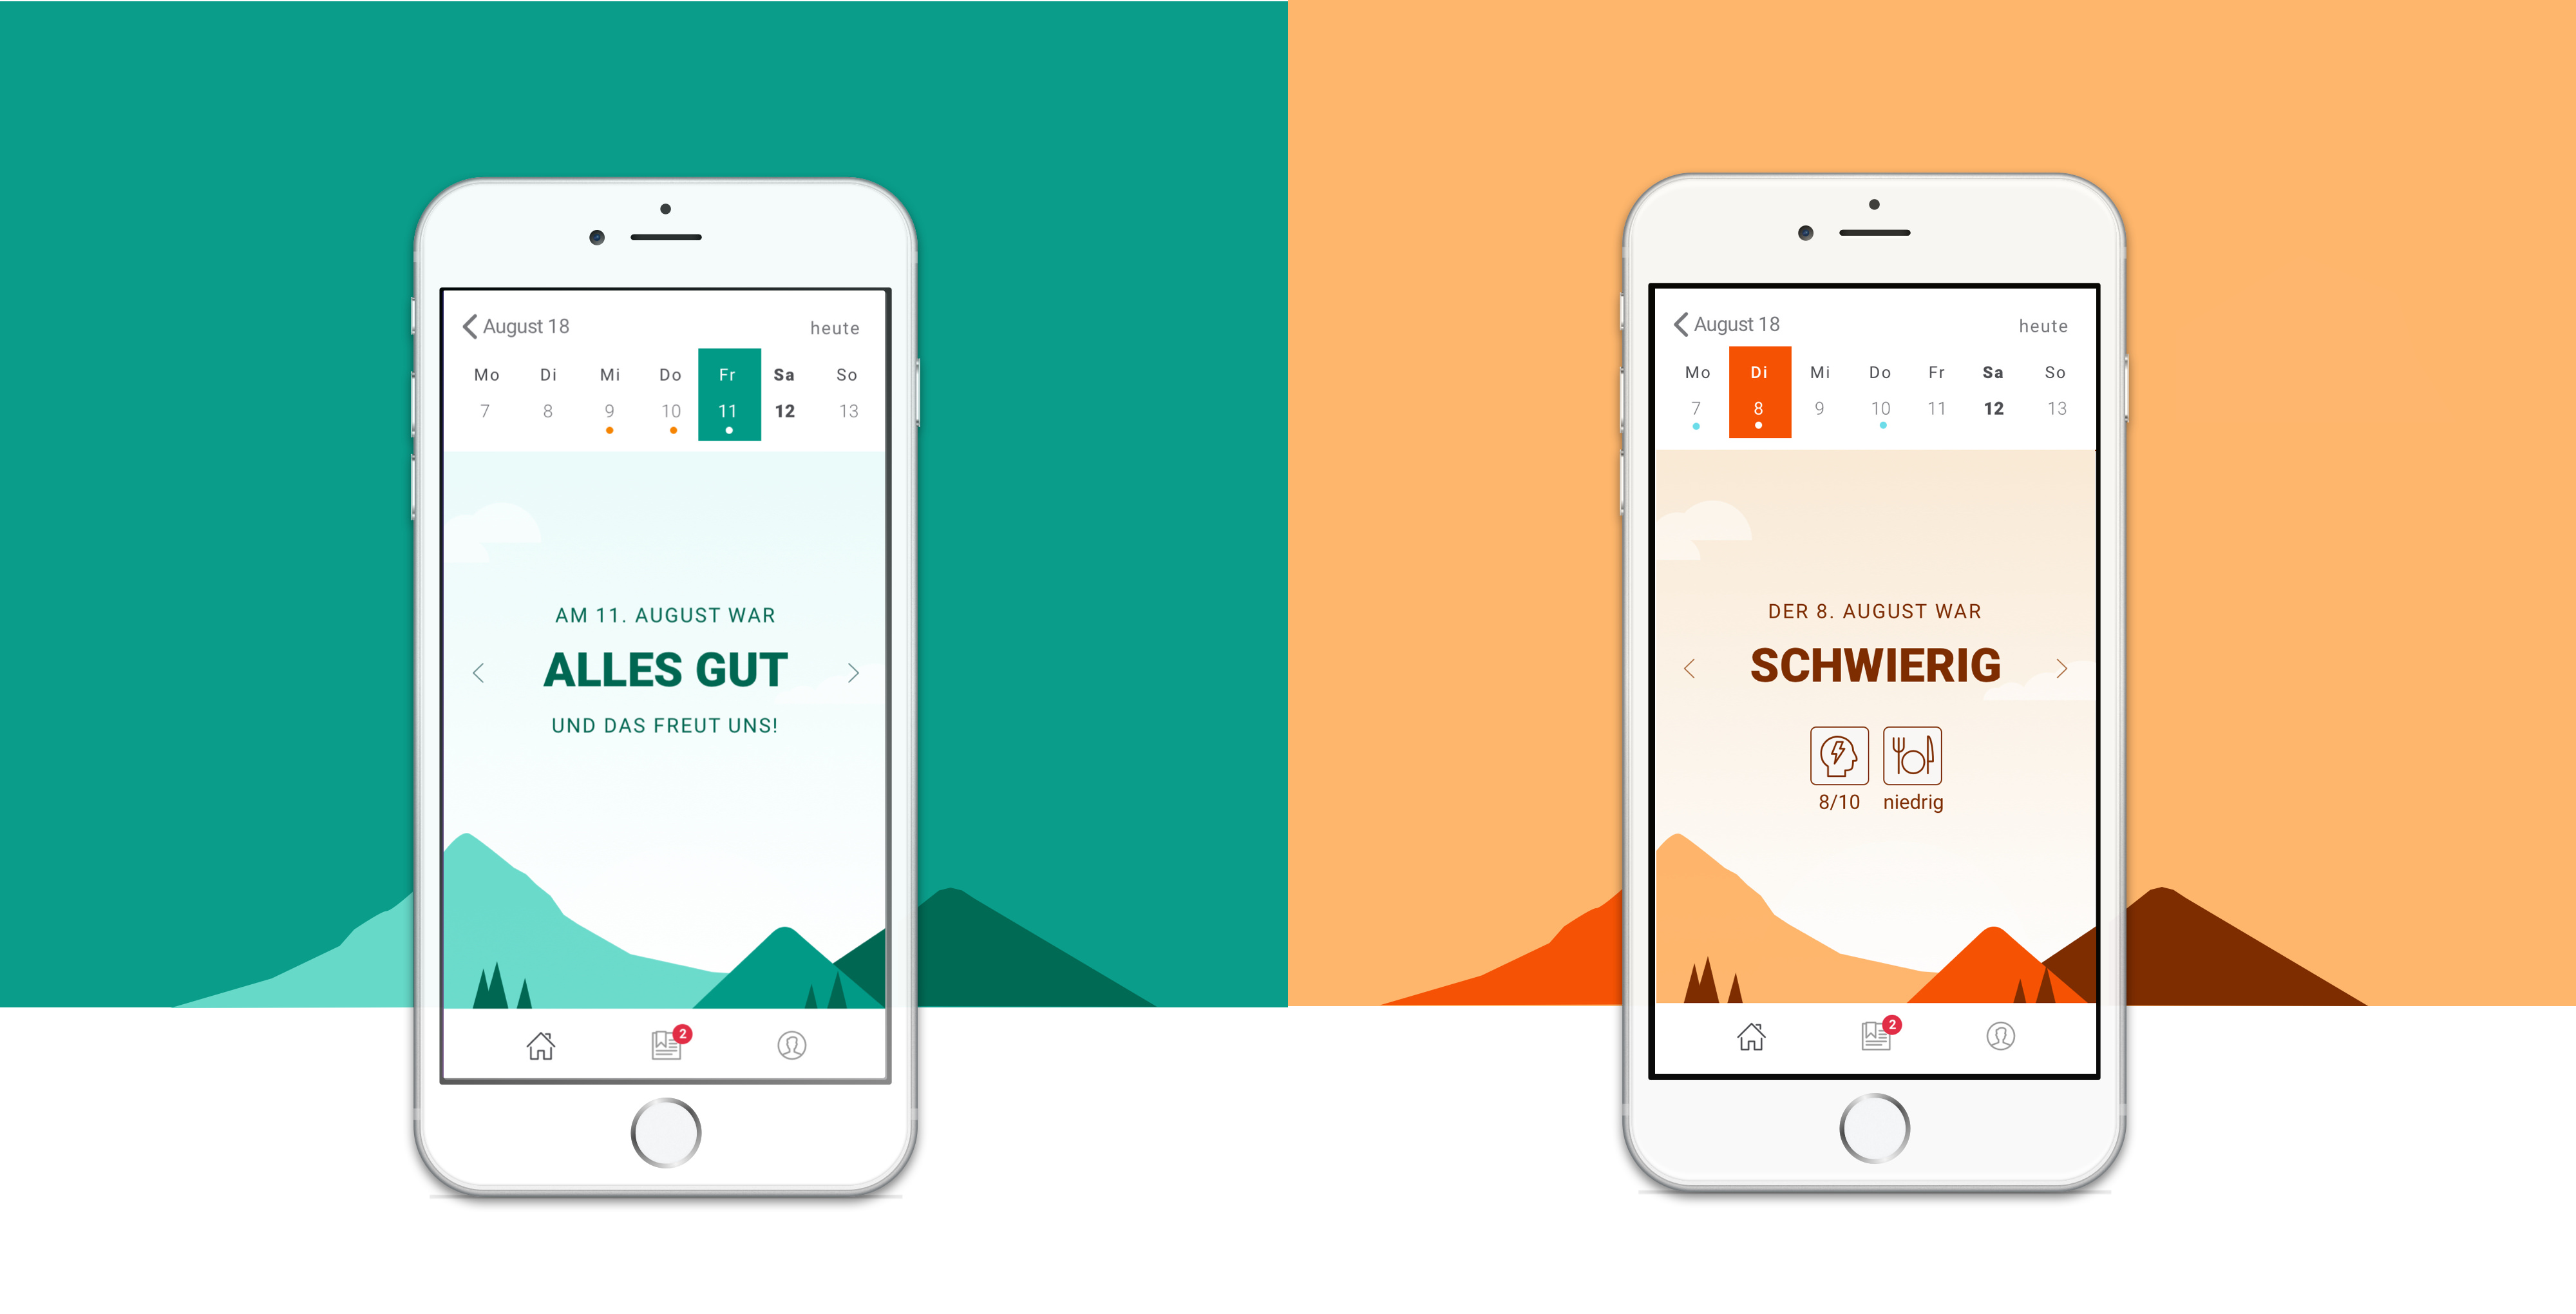 August 18
heute
Mo Di Mi Do Fr Sa So
7 8 9 10 11 12 13
AM 11. AUGUST WAR
ALLES GUT
UND DAS FREUT UNS!
2
August 18
heute
Mo Di Mi Do Fr Sa So
7 8 9 10 11 12 13
DER 8. AUGUST WAR
SCHWIERIG
8/10 niedrig
2